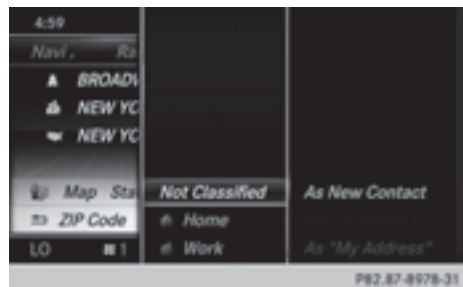 4:59
Navi. Ra
BROADW
NEW YC
NEW YC
Map Sta Not Classified As New Contact
ZIP Code Home
LO 1 Work As "My Address"
P82.87-8978-31